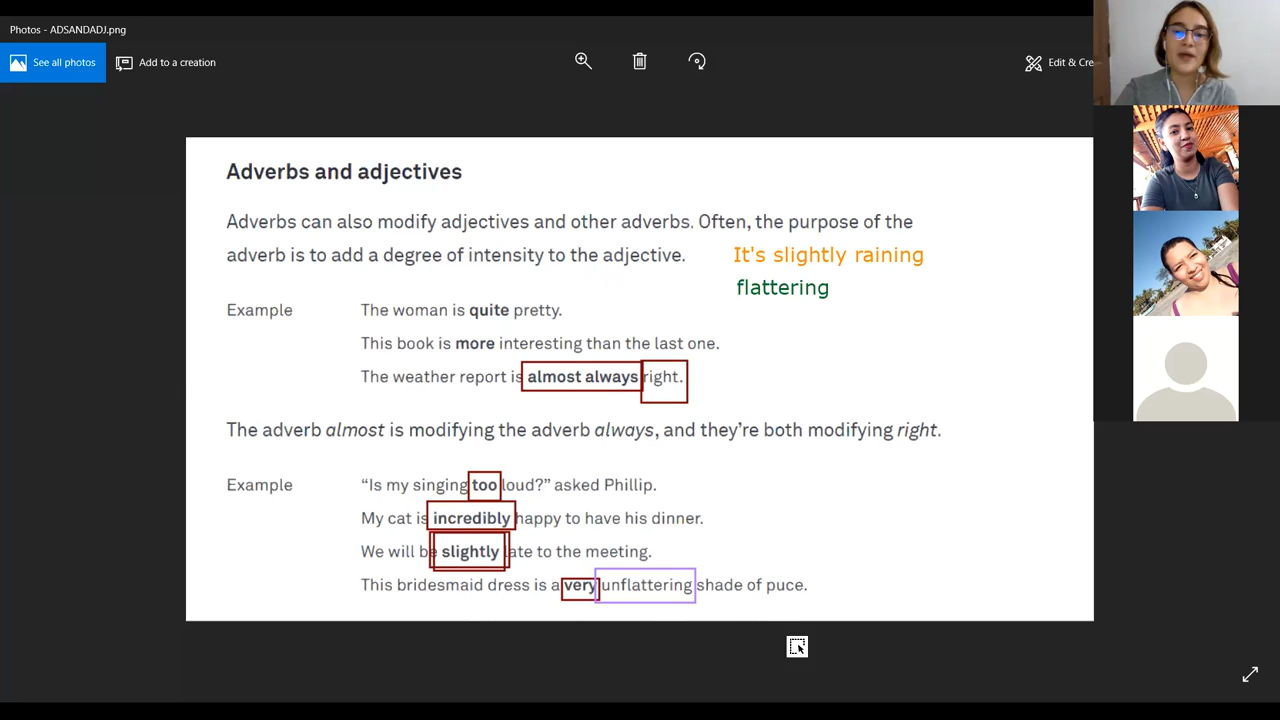 Photos - ADSANDADJ.png
See all photos
Add to a creation
Edit & Cre
Adverbs and adjectives
Adverbs can also modify adjectives and other adverbs. Often, the purpose of the
adverb is to add a degree of intensity to the adjective.
It's slightly raining
flattering
Example
The woman is quite pretty.
This book is more interesting than the last one.
The weather report is almost always right.
The adverb almost is modifying the adverb always, and they're both modifying right.
Example
“Is my singing too loud?” asked Phillip.
My cat is incredibly happy to have his dinner.
We will be slightly late to the meeting.
This bridesmaid dress is a very unflattering shade of puce.